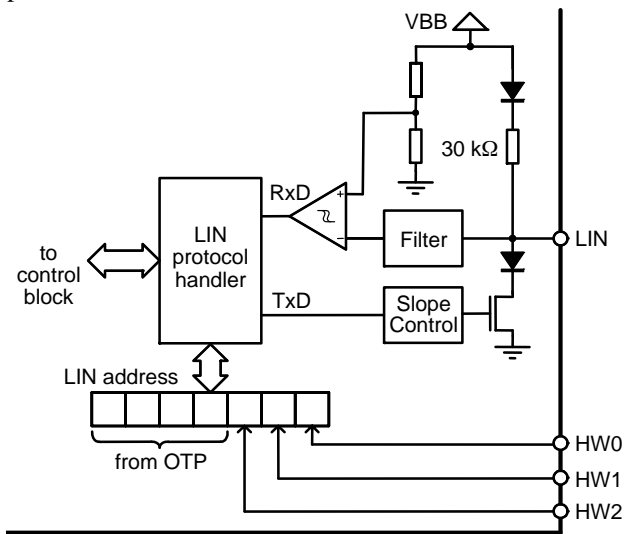 VBB
30 kΩ
RxD
+
−
LIN
protocol
handler
Filter
LIN
to
control
block
TxD
Slope
Control
LIN address
from OTP
HW0
HW1
HW2